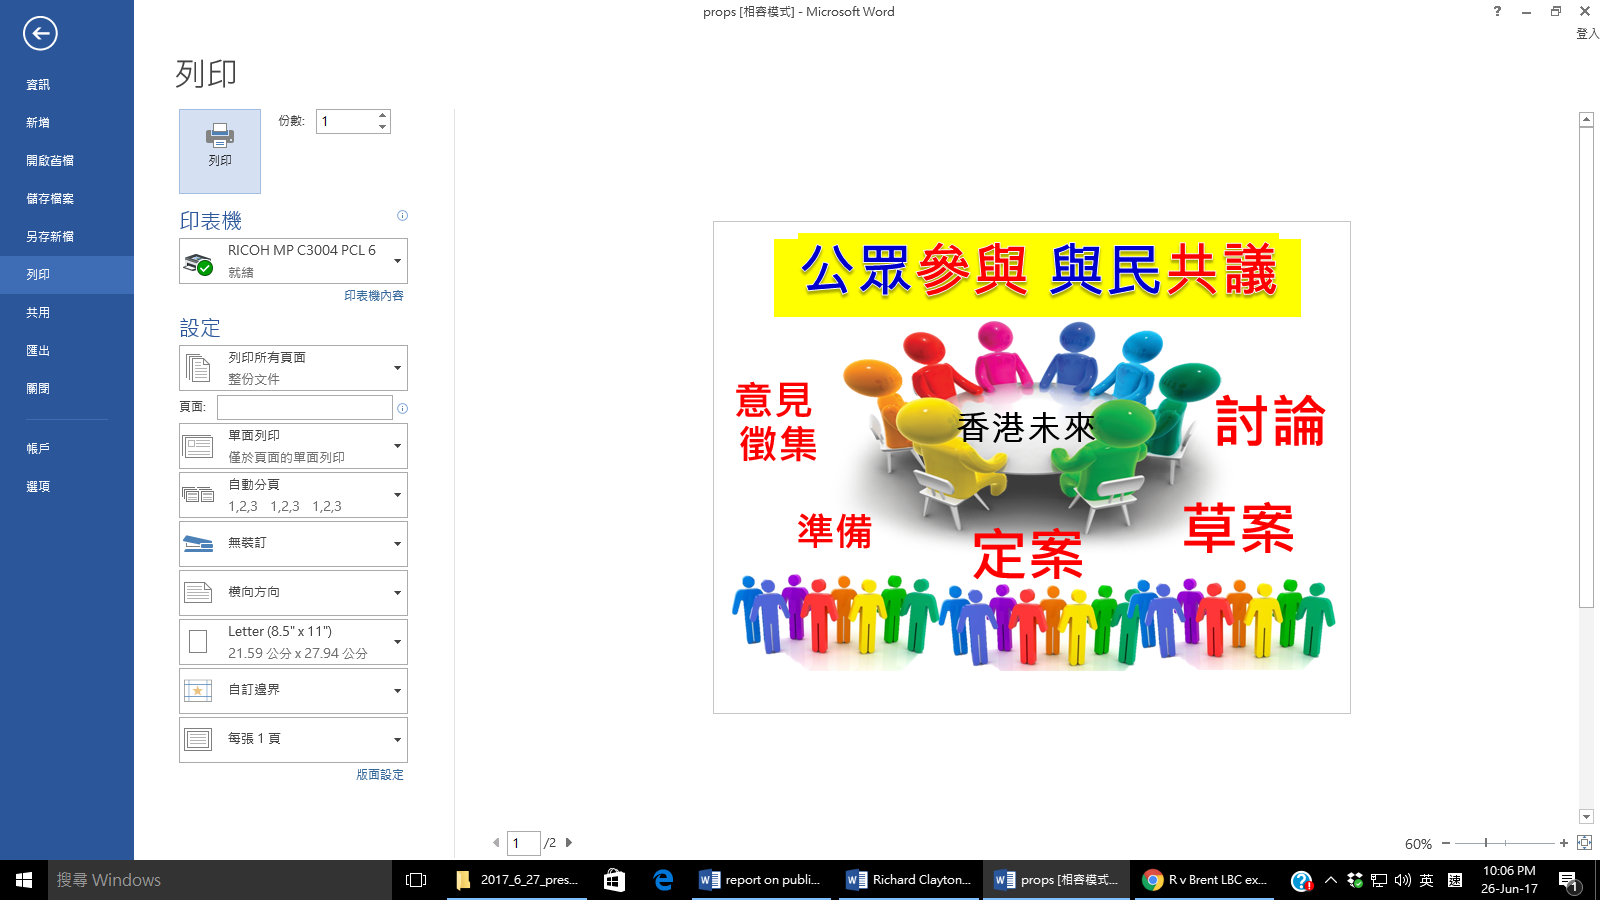 props [相容模式] - Microsoft Word
?
登入
資訊
新增
開啟舊檔
儲存檔案
另存新檔
列印
共用
匯出
關閉
帳戶
選項
列印
列印
份數:
1
印表機
RICOH MP C3004 PCL 6
就緒
印表機內容
設定
列印所有頁面
整份文件
頁面:
單面列印
僅於頁面的單面列印
自動分頁
1,2,3 1,2,3 1,2,3
無裝訂
橫向方向
Letter (8.5" x 11")
21.59 公分 x 27.94 公分
自訂邊界
每張 1 頁
版面設定
公眾參與 與民共議
意見
徵集
香港未來
討論
準備
定案
草案
1 /2
60%
搜尋 Windows
2017_6_27_pres...
report on publi...
Richard Clayton...
props [相容模式...
R v Brent LBC ex...
英
速
10:06 PM
26-Jun-17
1